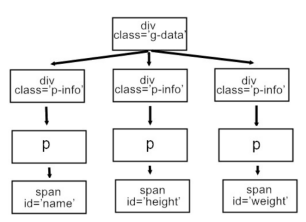 div
class='g-data'
div
class='p-info'
div
class='p-info'
div
class='p-info'
p
p
p
span
id='name'
span
id='height'
span
id='weight'